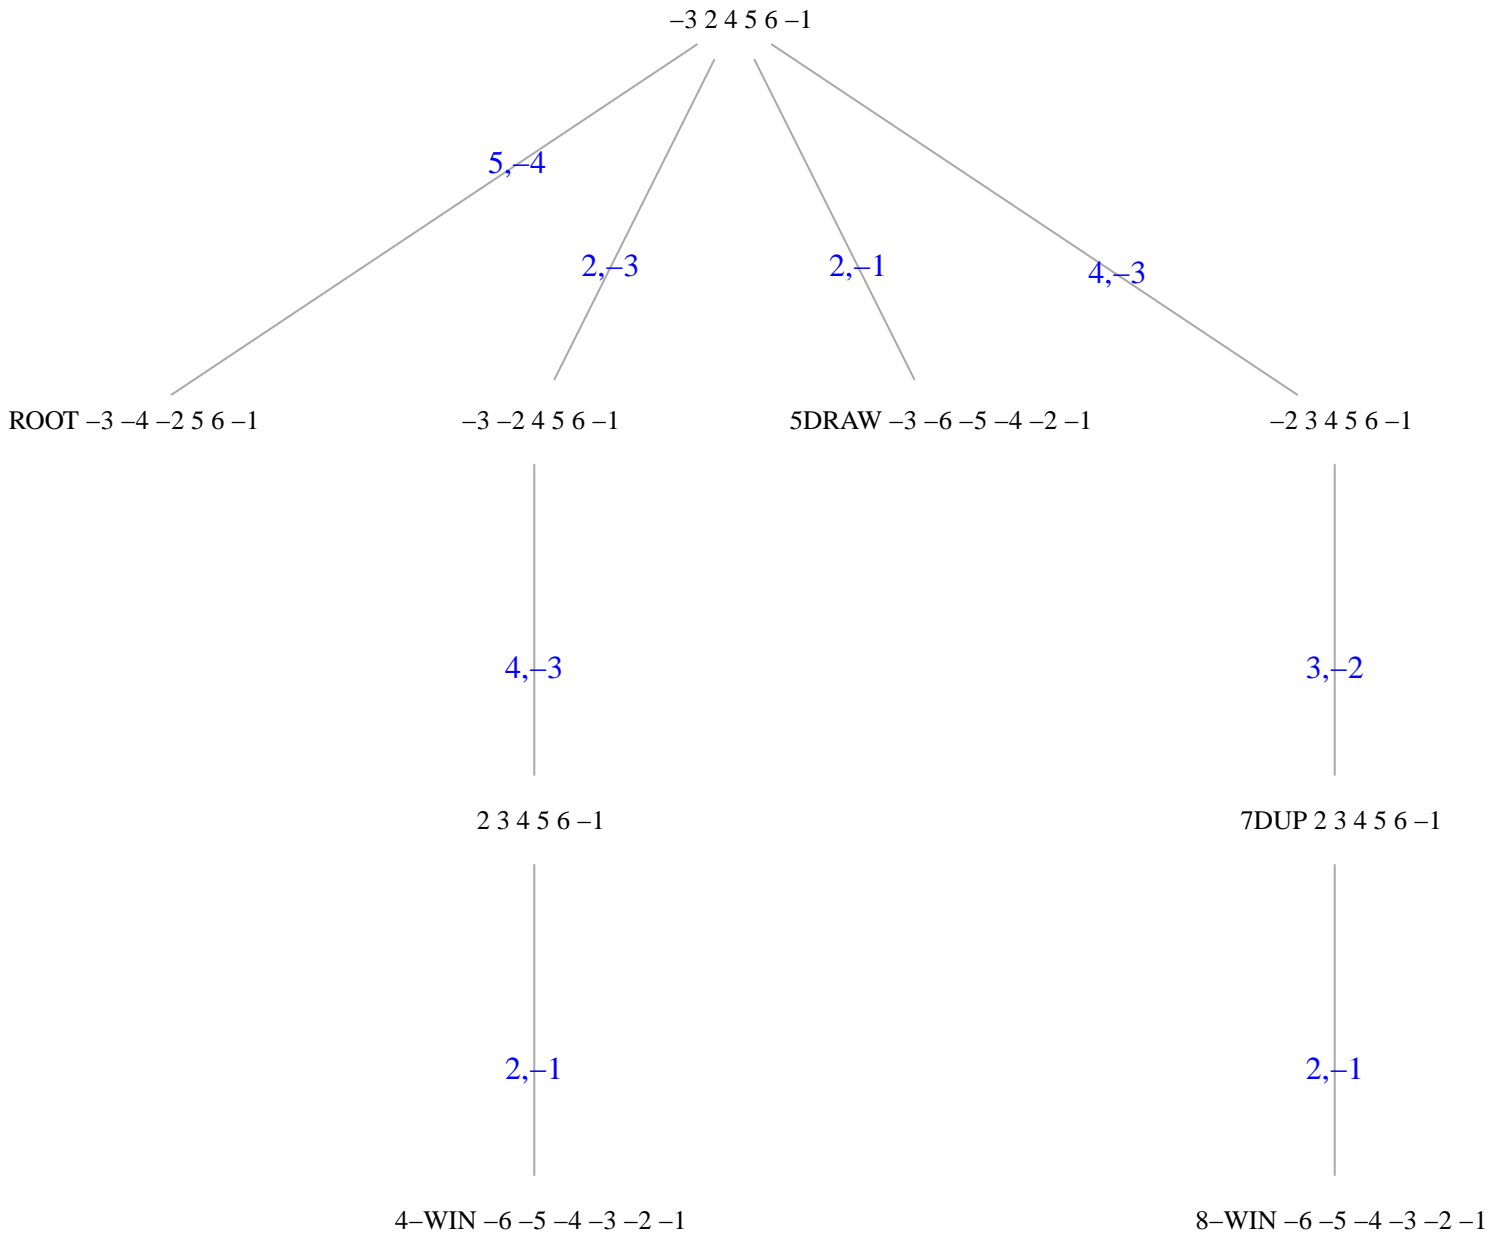 –3 2 4 5 6 –1
5,–4
2,–3
2,–1
4,–3
ROOT –3 –4 –2 5 6 –1
–3 –2 4 5 6 –1
5DRAW –3 –6 –5 –4 –2 –1
–2 3 4 5 6 –1
4,–3
3,–2
2 3 4 5 6 –1
7DUP 2 3 4 5 6 –1
2,–1
2,–1
4–WIN –6 –5 –4 –3 –2 –1
8–WIN –6 –5 –4 –3 –2 –1